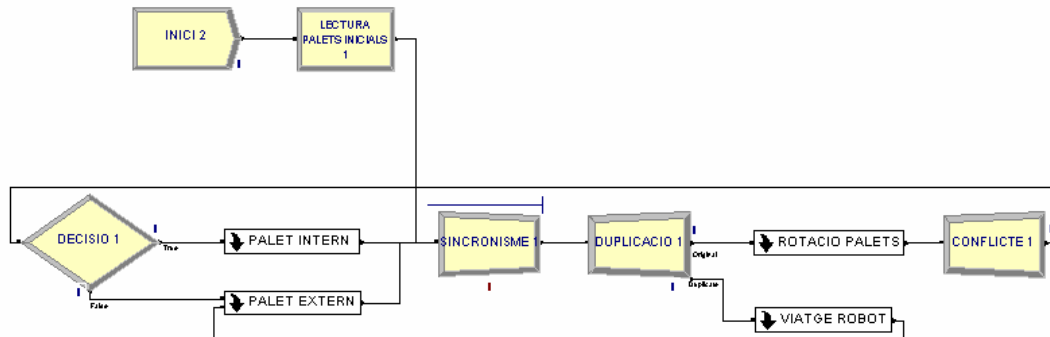 INICI 2
LECTURA
PALETS INICIALS
1
DECISIO 1
True
False
PALET INTERN
PALET EXTERN
SINCRONISME 1
DUPLICACIO 1
Original
Duplicate
ROTACIO PALETS
VIATGE ROBOT
CONFLICTE 1